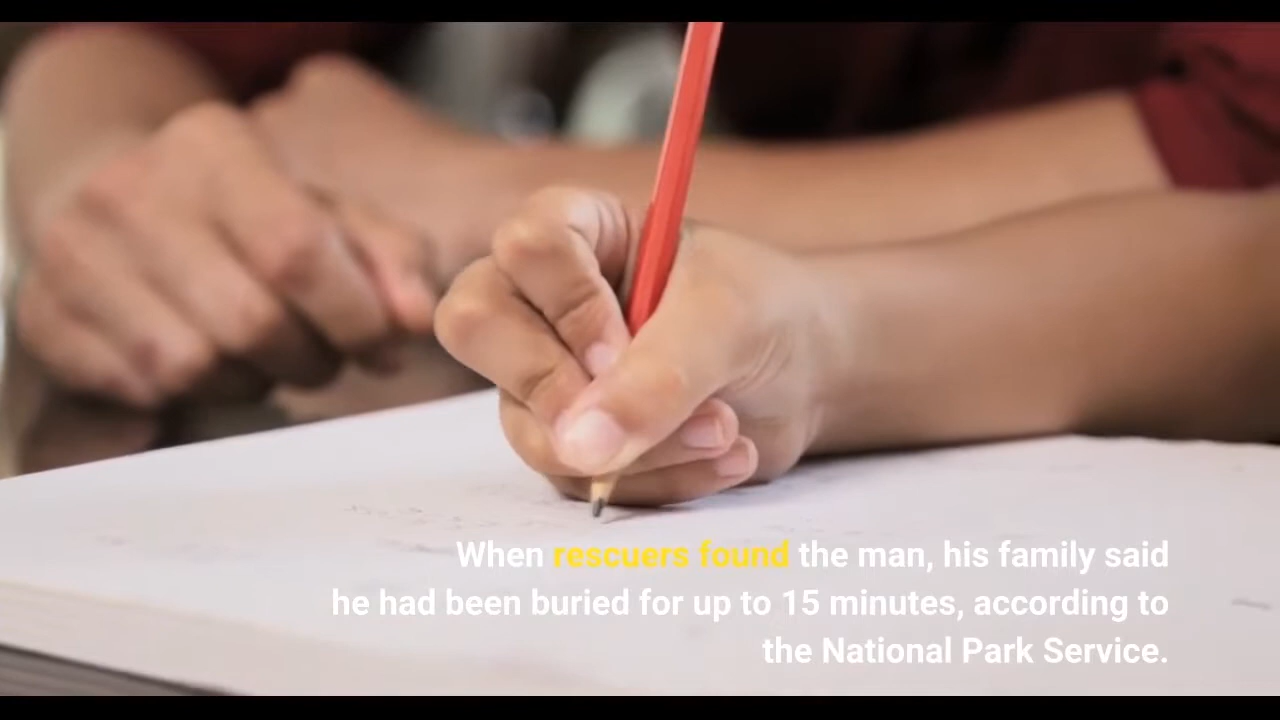 When rescuers found the man, his family said
he had been buried for up to 15 minutes, according to
the National Park Service.